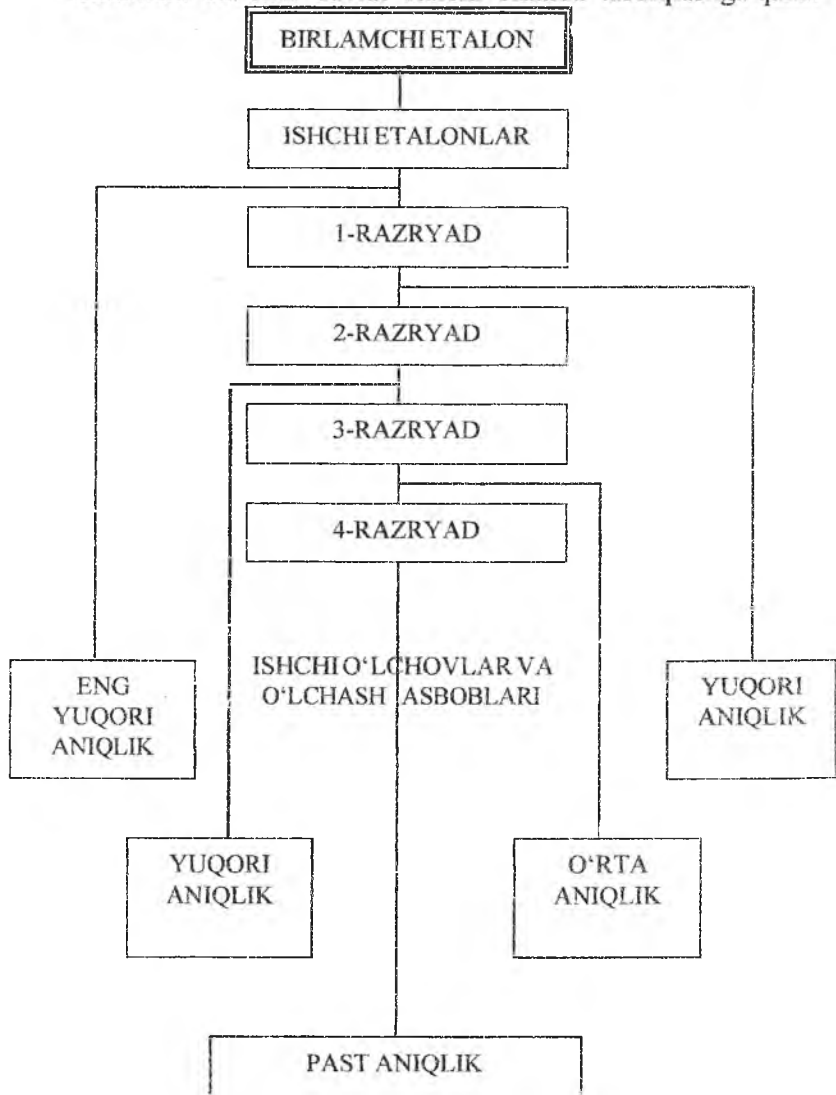 BIRLAMCHI ETALON
ISHCHI ETALONLAR
1-RAZRYAD
2-RAZRYAD
3-RAZRYAD
4-RAZRYAD
ISHCHI O‘LCHOVLAR VA
O‘LCHASH ASBOBLARI
ENG
YUQORI
ANIQLIK
YUQORI
ANIQLIK
YUQORI
ANIQLIK
O‘RTA
ANIQLIK
PAST ANIQLIK